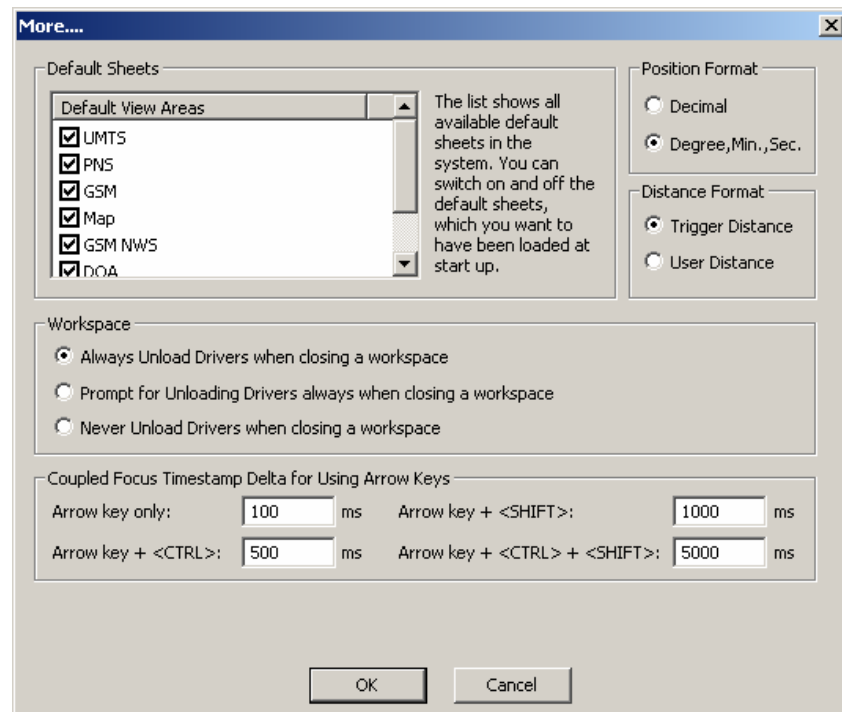 More....
Default Sheets
Default View Areas
UMTS
PNS
GSM
Map
GSM NWS
DOA
The list shows all
available default
sheets in the
system. You can
switch on and off the
default sheets,
which you want to
have been loaded at
start up.
Position Format
Decimal
Degree,Min.,Sec.
Distance Format
Trigger Distance
User Distance
Workspace
Always Unload Drivers when closing a workspace
Prompt for Unloading Drivers always when closing a workspace
Never Unload Drivers when closing a workspace
Coupled Focus Timestamp Delta for Using Arrow Keys
Arrow key only: 100 ms Arrow key + <SHIFT>: 1000 ms
Arrow key + <CTRL>: 500 ms Arrow key + <CTRL> + <SHIFT>: 5000 ms
OK Cancel